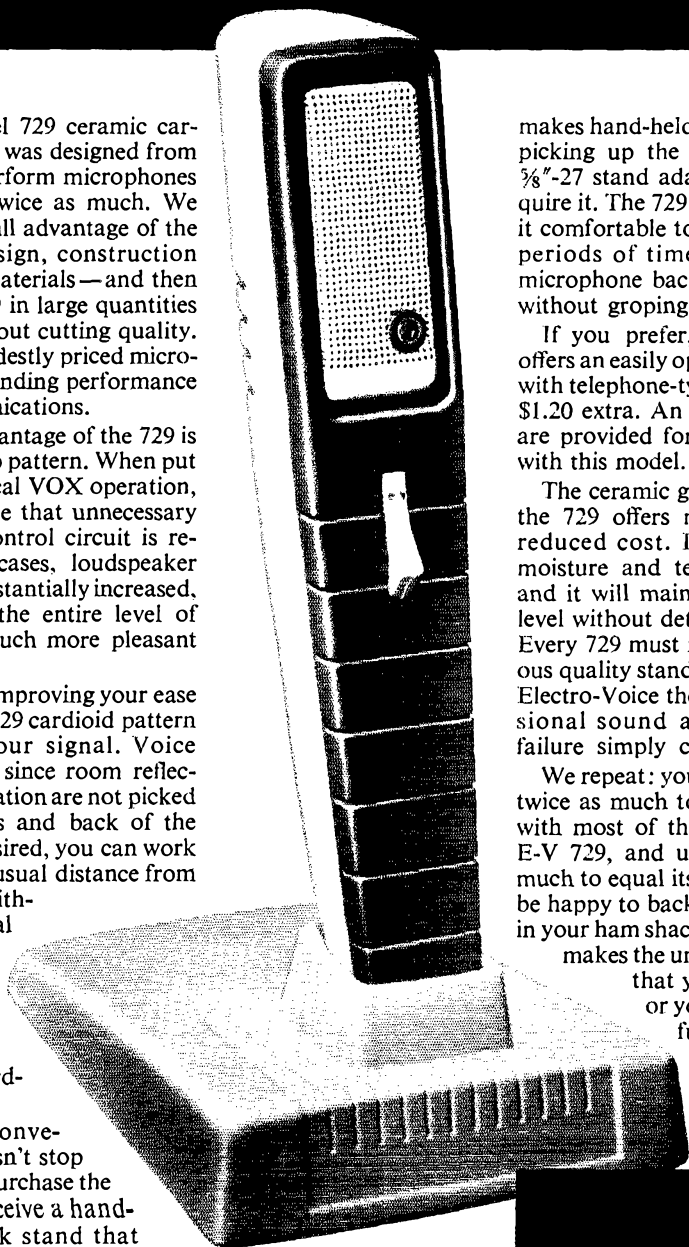 el 729 ceramic car-
was designed from
rform microphones
wice as much. We
ll advantage of the
sign, construction
aterials—and then
in large quantities
out cutting quality.
destly priced micro-
nding performance
ications.
antage of the 729 is
pattern. When put
cal VOX operation,
e that unnecessary
ontrol circuit is re-
cases, loudspeaker
stantially increased,
the entire level of
uch more pleasant
mproving your ease
29 cardioid pattern
our signal. Voice
since room reflec-
ation are not picked
s and back of the
sired, you can work
usual distance from
ith-
al
d-
onve-
sn't stop
urchase the
ceive a hand-
k stand that
makes hand-held
picking up the
⅝"-27 stand ada
quire it. The 729
it comfortable to
periods of time
microphone bac
without groping
If you prefer,
offers an easily op
with telephone-ty
$1.20 extra. An
are provided for
with this model.
The ceramic g
the 729 offers r
reduced cost. I
moisture and te
and it will main
level without det
Every 729 must
ous quality stand
Electro-Voice the
sional sound a
failure simply c
We repeat: you
twice as much to
with most of th
E-V 729, and u
much to equal its
be happy to back
in your ham shac
makes the un
that y
or yo
fu